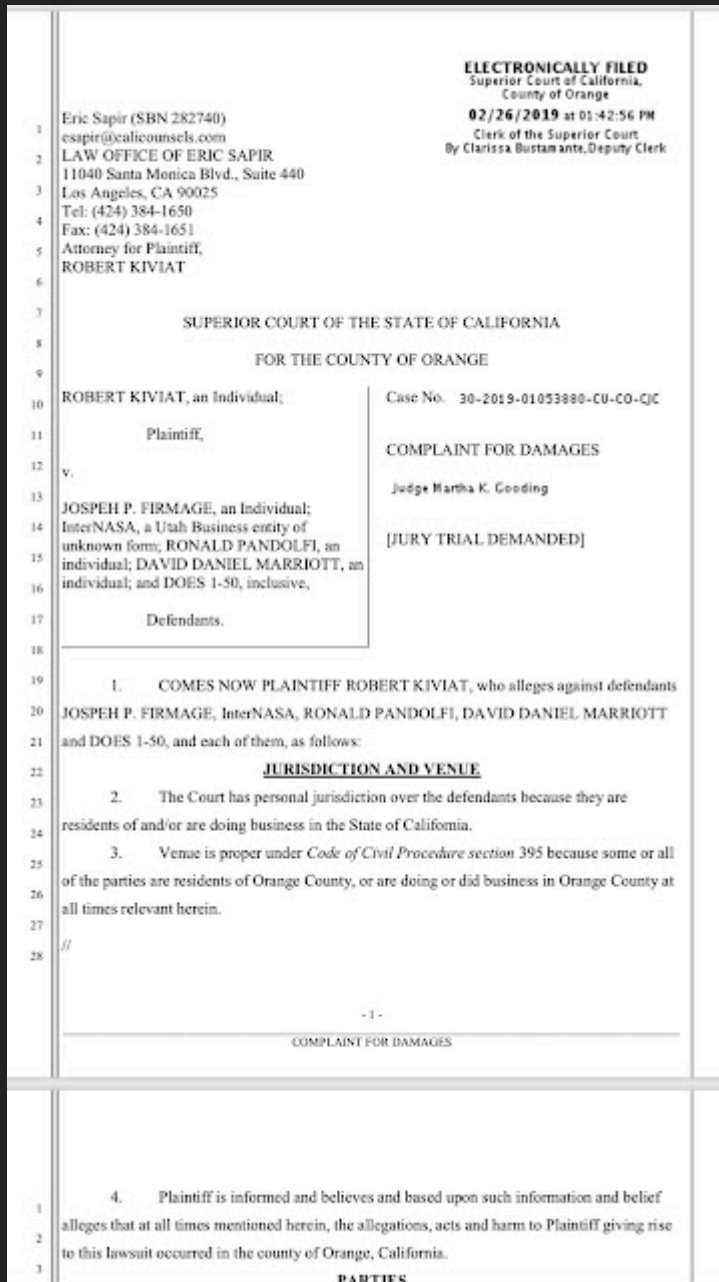 ELECTRONICALLY FILED
Superior Court of California,
County of Orange
02/26/2019 at 01:42:56 PM
Clerk of the Superior Court
By Clarissa Bustamante, Deputy Clerk
Eric Sapir (SBN 282740)
1
esapir@calicounsels.com
2
LAW OFFICE OF ERIC SAPIR
11040 Santa Monica Blvd., Suite 440
3
Los Angeles, CA 90025
Tel: (424) 384-1650
4
Fax: (424) 384-1651
5
Attorney for Plaintiff,
ROBERT KIVIAT
6
7
SUPERIOR COURT OF THE STATE OF CALIFORNIA
8
FOR THE COUNTY OF ORANGE
9
10 ROBERT KIVIAT, an Individual;
11 Plaintiff,
12 v.
13
JOSPEH P. FIRMAGE, an Individual;
14 InterNASA, a Utah Business entity of
unknown form; RONALD PANDOLFI, an
15 individual; DAVID DANIEL MARRIOTT, an
16 individual; and DOES 1-50, inclusive,
17 Defendants.
18
Case No. 30-2019-01053880-CU-CO-CJC
COMPLAINT FOR DAMAGES
Judge Martha K. Gooding
[JURY TRIAL DEMANDED]
19 1. COMES NOW PLAINTIFF ROBERT KIVIAT, who alleges against defendants
20 JOSPEH P. FIRMAGE, InterNASA, RONALD PANDOLFI, DAVID DANIEL MARRIOTT
21 and DOES 1-50, and each of them, as follows:
22 JURISDICTION AND VENUE
23 2. The Court has personal jurisdiction over the defendants because they are
24 residents of and/or are doing business in the State of California.
25 3. Venue is proper under Code of Civil Procedure section 395 because some or all
26 of the parties are residents of Orange County, or are doing or did business in Orange County at
27 all times relevant herein.
28 //
- 1 -
COMPLAINT FOR DAMAGES
1 4. Plaintiff is informed and believes and based upon such information and belief
2 alleges that at all times mentioned herein, the allegations, acts and harm to Plaintiff giving rise
3 to this lawsuit occurred in the county of Orange, California.
PARTIES